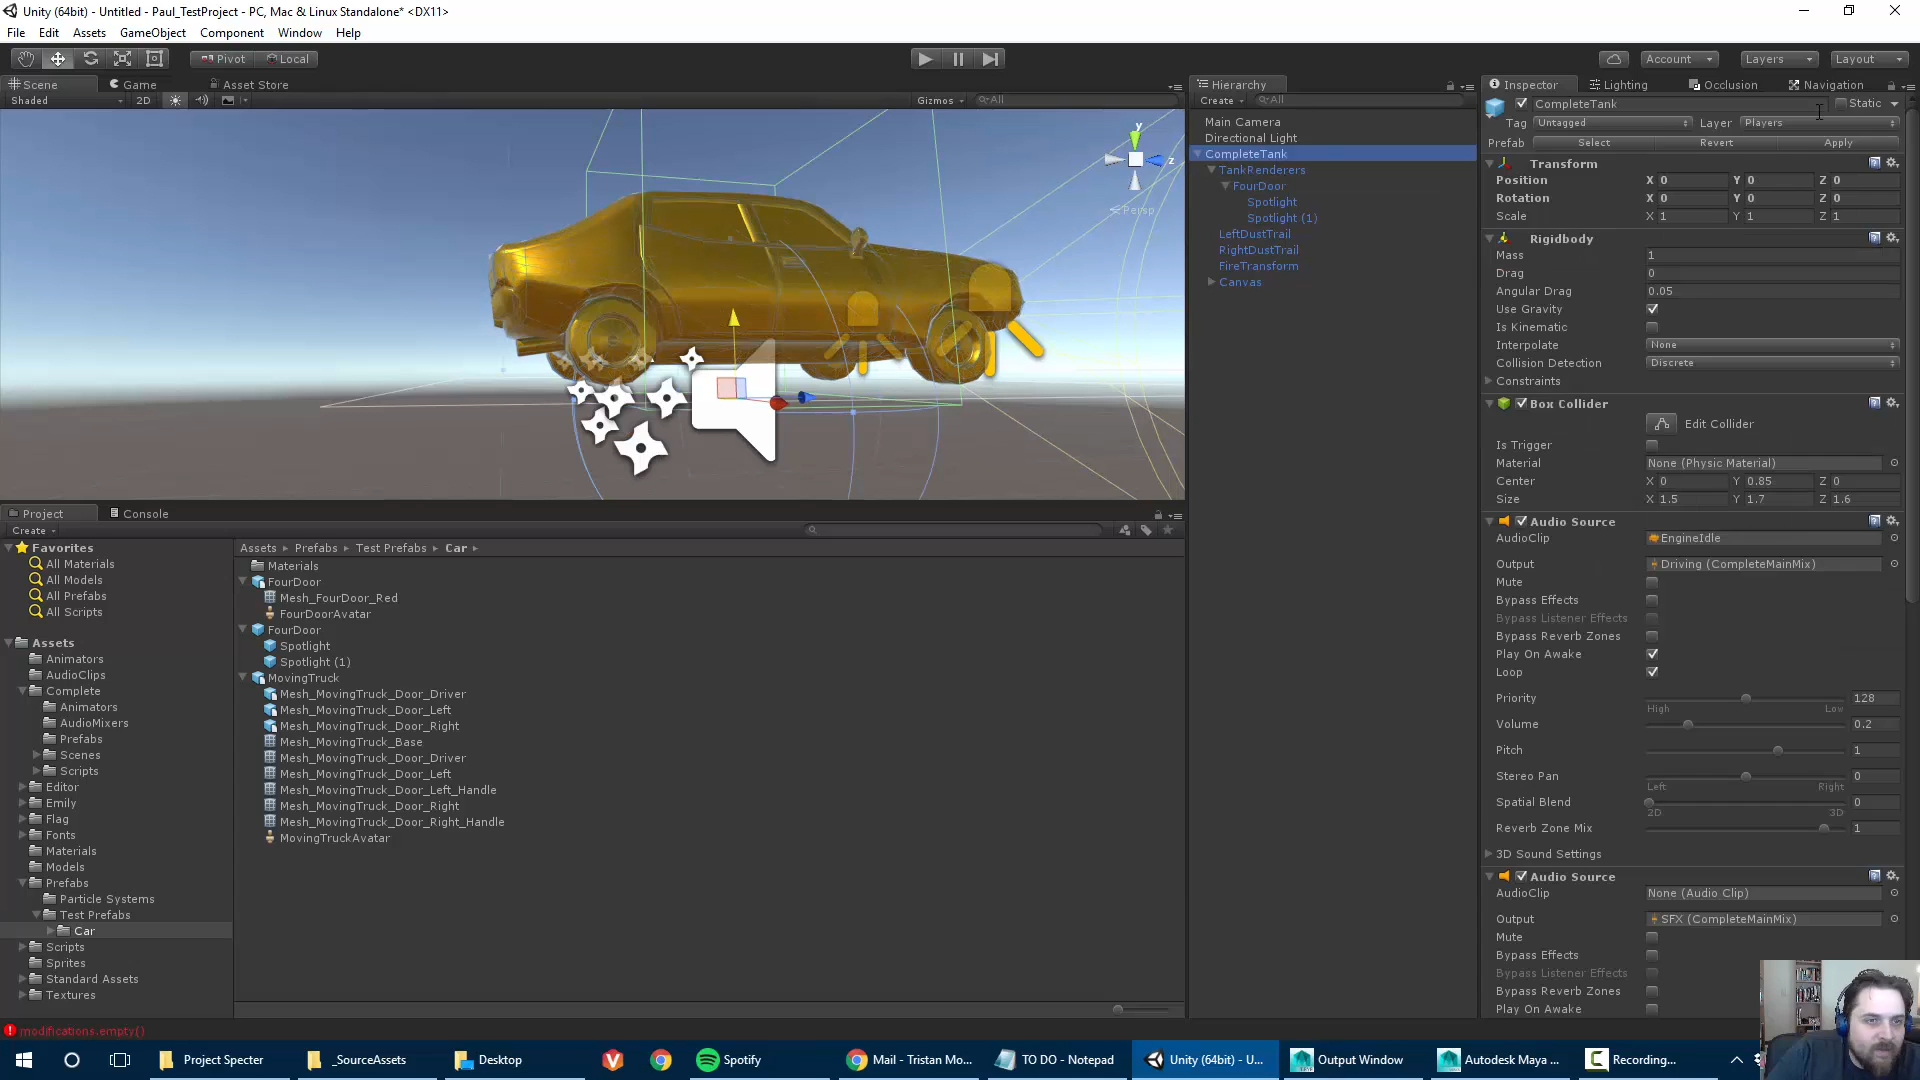 Unity (64bit) - Untitled - Paul_TestProject - PC, Mac & Linux Standalone* <DX11>
File Edit Assets GameObject Component Window Help
Pivot Local Account Layers Layout
Scene Game Asset Store
Shaded 2D Gizmos All
y
z
Persp
Hierarchy
Create All
Main Camera
Directional Light
CompleteTank
TankRenderers
FourDoor
Spotlight
Spotlight (1)
LeftDustTrail
RightDustTrail
FireTransform
Canvas
Inspector Lighting Occlusion Navigation
CompleteTank Static
Tag Untagged Layer Players
Prefab Select Revert Apply
Transform
Position X 0 Y 0 Z 0
Rotation X 0 Y 0 Z 0
Scale X 1 Y 1 Z 1
Rigidbody
Mass 1
Drag 0
Angular Drag 0.05
Use Gravity
Is Kinematic
Interpolate None
Collision Detection Discrete
Constraints
Box Collider
Edit Collider
Is Trigger
Material None (Physic Material)
Center X 0 Y 0.85 Z 0
Size X 1.5 Y 1.7 Z 1.6
Audio Source
AudioClip EngineIdle
Output Driving (CompleteMainMix)
Mute
Bypass Effects
Bypass Listener Effects
Bypass Reverb Zones
Play On Awake
Loop
Priority 128
High Low
Volume 0.2
Pitch 1
Stereo Pan 0
Left Right
Spatial Blend 0
2D 3D
Reverb Zone Mix 1
3D Sound Settings
Audio Source
AudioClip None (Audio Clip)
Output SFX (CompleteMainMix)
Mute
Bypass Effects
Bypass Listener Effects
Bypass Reverb Zones
Play On Awake
Project Console
Create
Favorites
All Materials
All Models
All Prefabs
All Scripts
Assets
Animators
AudioClips
Complete
Animators
AudioMixers
Prefabs
Scenes
Scripts
Editor
Emily
Flag
Fonts
Materials
Models
Prefabs
Particle Systems
Test Prefabs
Car
Scripts
Sprites
Standard Assets
Textures
Assets Prefabs Test Prefabs Car
Materials
FourDoor
Mesh_FourDoor_Red
FourDoorAvatar
FourDoor
Spotlight
Spotlight (1)
MovingTruck
Mesh_MovingTruck_Door_Driver
Mesh_MovingTruck_Door_Left
Mesh_MovingTruck_Door_Right
Mesh_MovingTruck_Base
Mesh_MovingTruck_Door_Driver
Mesh_MovingTruck_Door_Left
Mesh_MovingTruck_Door_Left_Handle
Mesh_MovingTruck_Door_Right
Mesh_MovingTruck_Door_Right_Handle
MovingTruckAvatar
modifications.empty()
Project Specter _SourceAssets Desktop Spotify Mail - Tristan Mo... TO DO - Notepad Unity (64bit) - U... Output Window Autodesk Maya ... Recording...